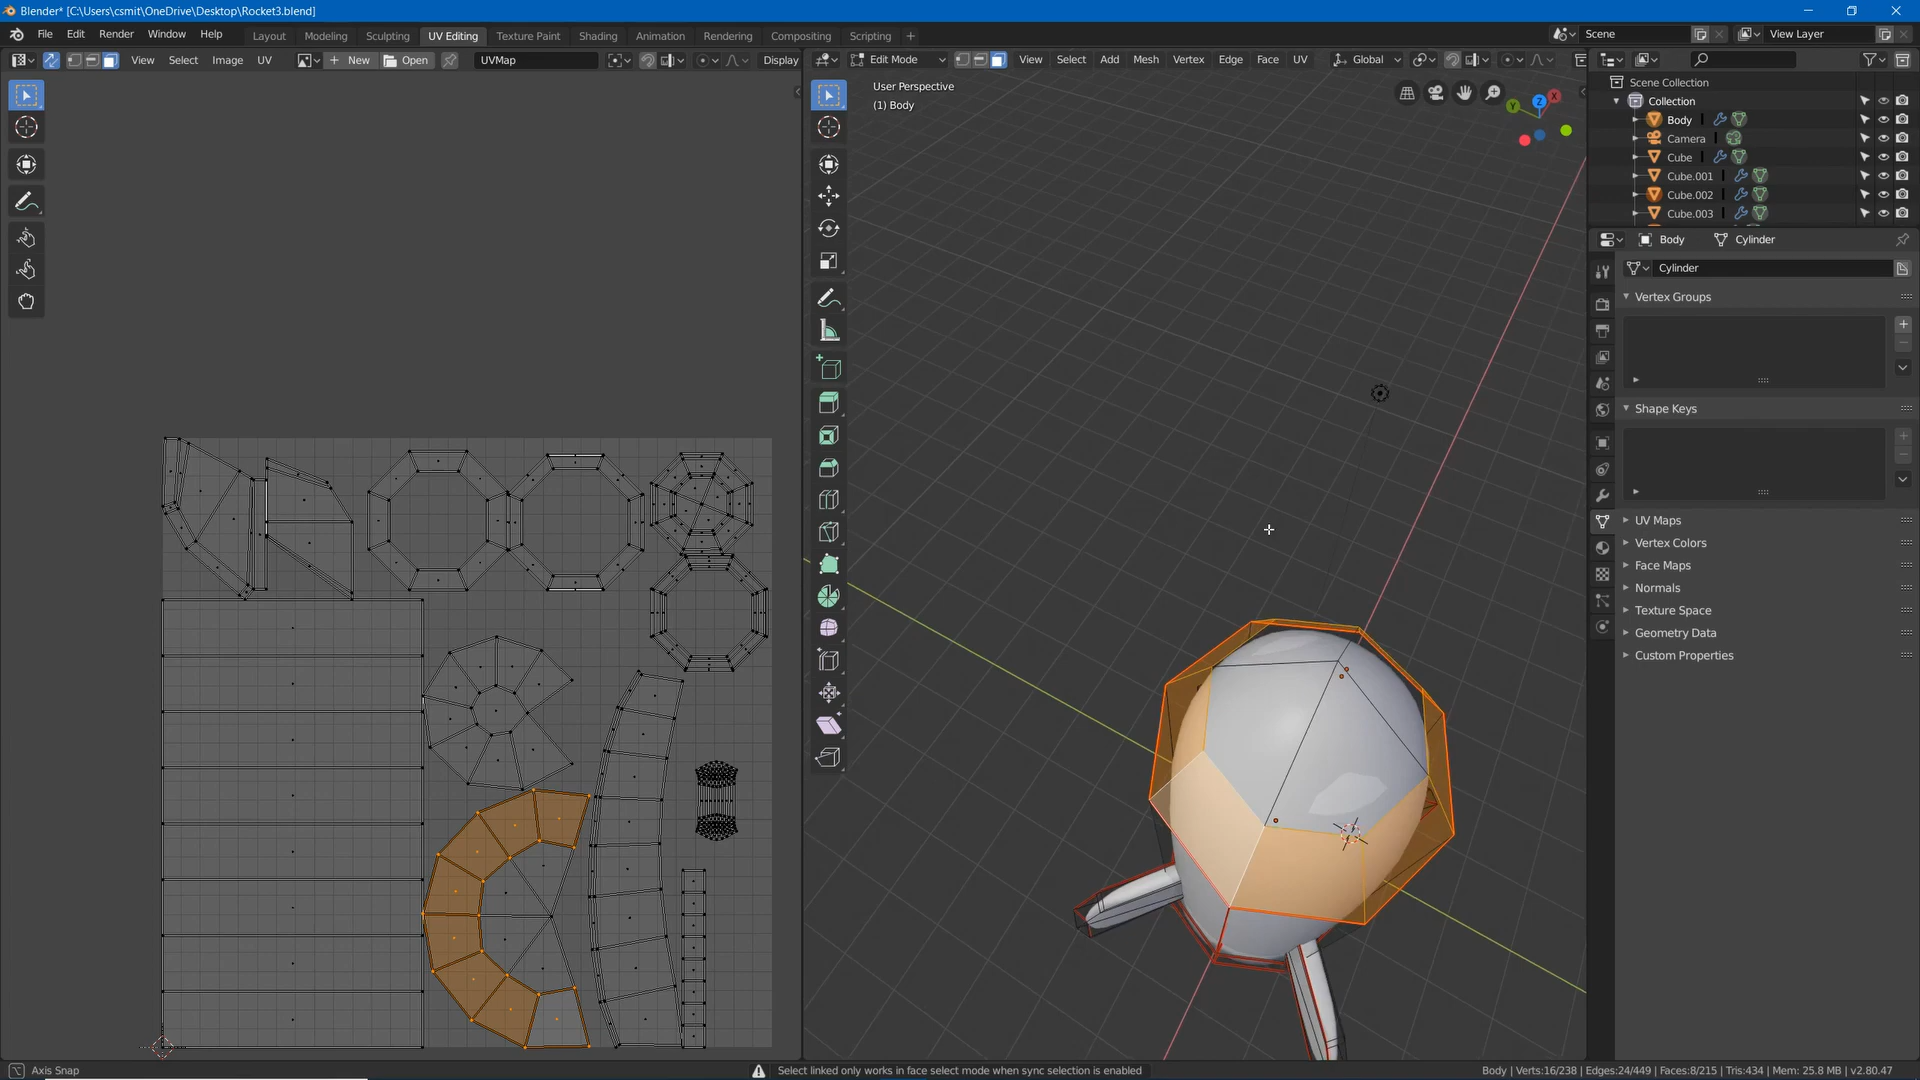 Blender* [C:\Users\csmit\OneDrive\Desktop\Rocket3.blend]
File Edit Render Window Help Layout Modeling Sculpting UV Editing Texture Paint Shading Animation Rendering Compositing Scripting + Scene View Layer
View Select Image UV New Open UVMap Display
Edit Mode View Select Add Mesh Vertex Edge Face UV Global
User Perspective
(1) Body
X
Y
Z
Scene Collection
Collection
Body
Camera
Cube
Cube.001
Cube.002
Cube.003
Body Cylinder
Cylinder
Vertex Groups
Shape Keys
UV Maps
Vertex Colors
Face Maps
Normals
Texture Space
Geometry Data
Custom Properties
Axis Snap
Select linked only works in face select mode when sync selection is enabled
Body | Verts:16/238 | Edges:24/449 | Faces:8/215 | Tris:434 | Mem: 25.8 MB | v2.80.47